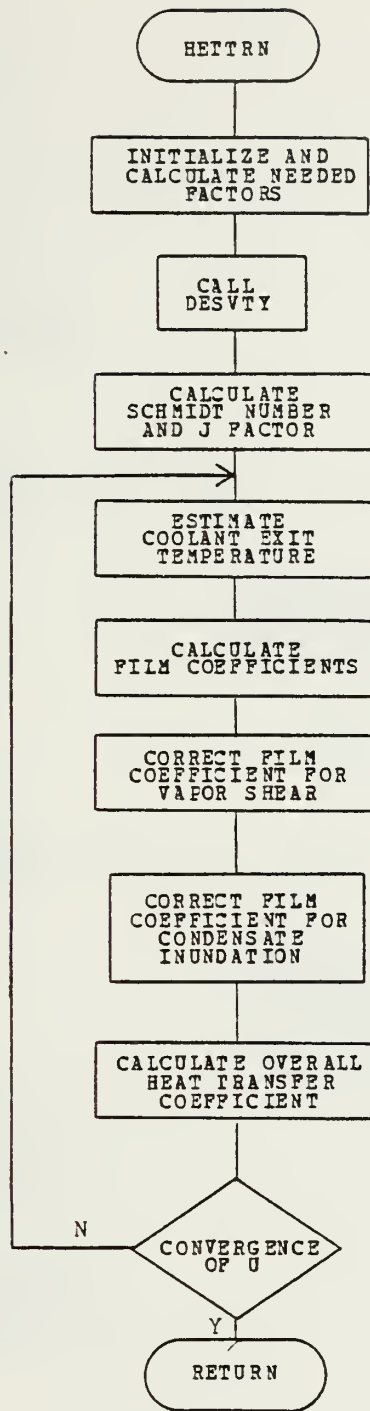 HETTRN
INITIALIZE AND
CALCULATE NEEDED
FACTORS
CALL
DESVTY
CALCULATE
SCHMIDT NUMBER
AND J FACTOR
ESTIMATE
COOLANT EXIT
TEMPERATURE
CALCULATE
FILM COEFFICIENTS
CORRECT FILM
COEFFICIENT FOR
VAPOR SHEAR
CORRECT FILM
COEFFICIENT FOR
CONDENSATE
INUNDATION
CALCULATE OVERALL
HEAT TRANSFER
COEFFICIENT
N
CONVERGENCE
OF U
Y
RETURN